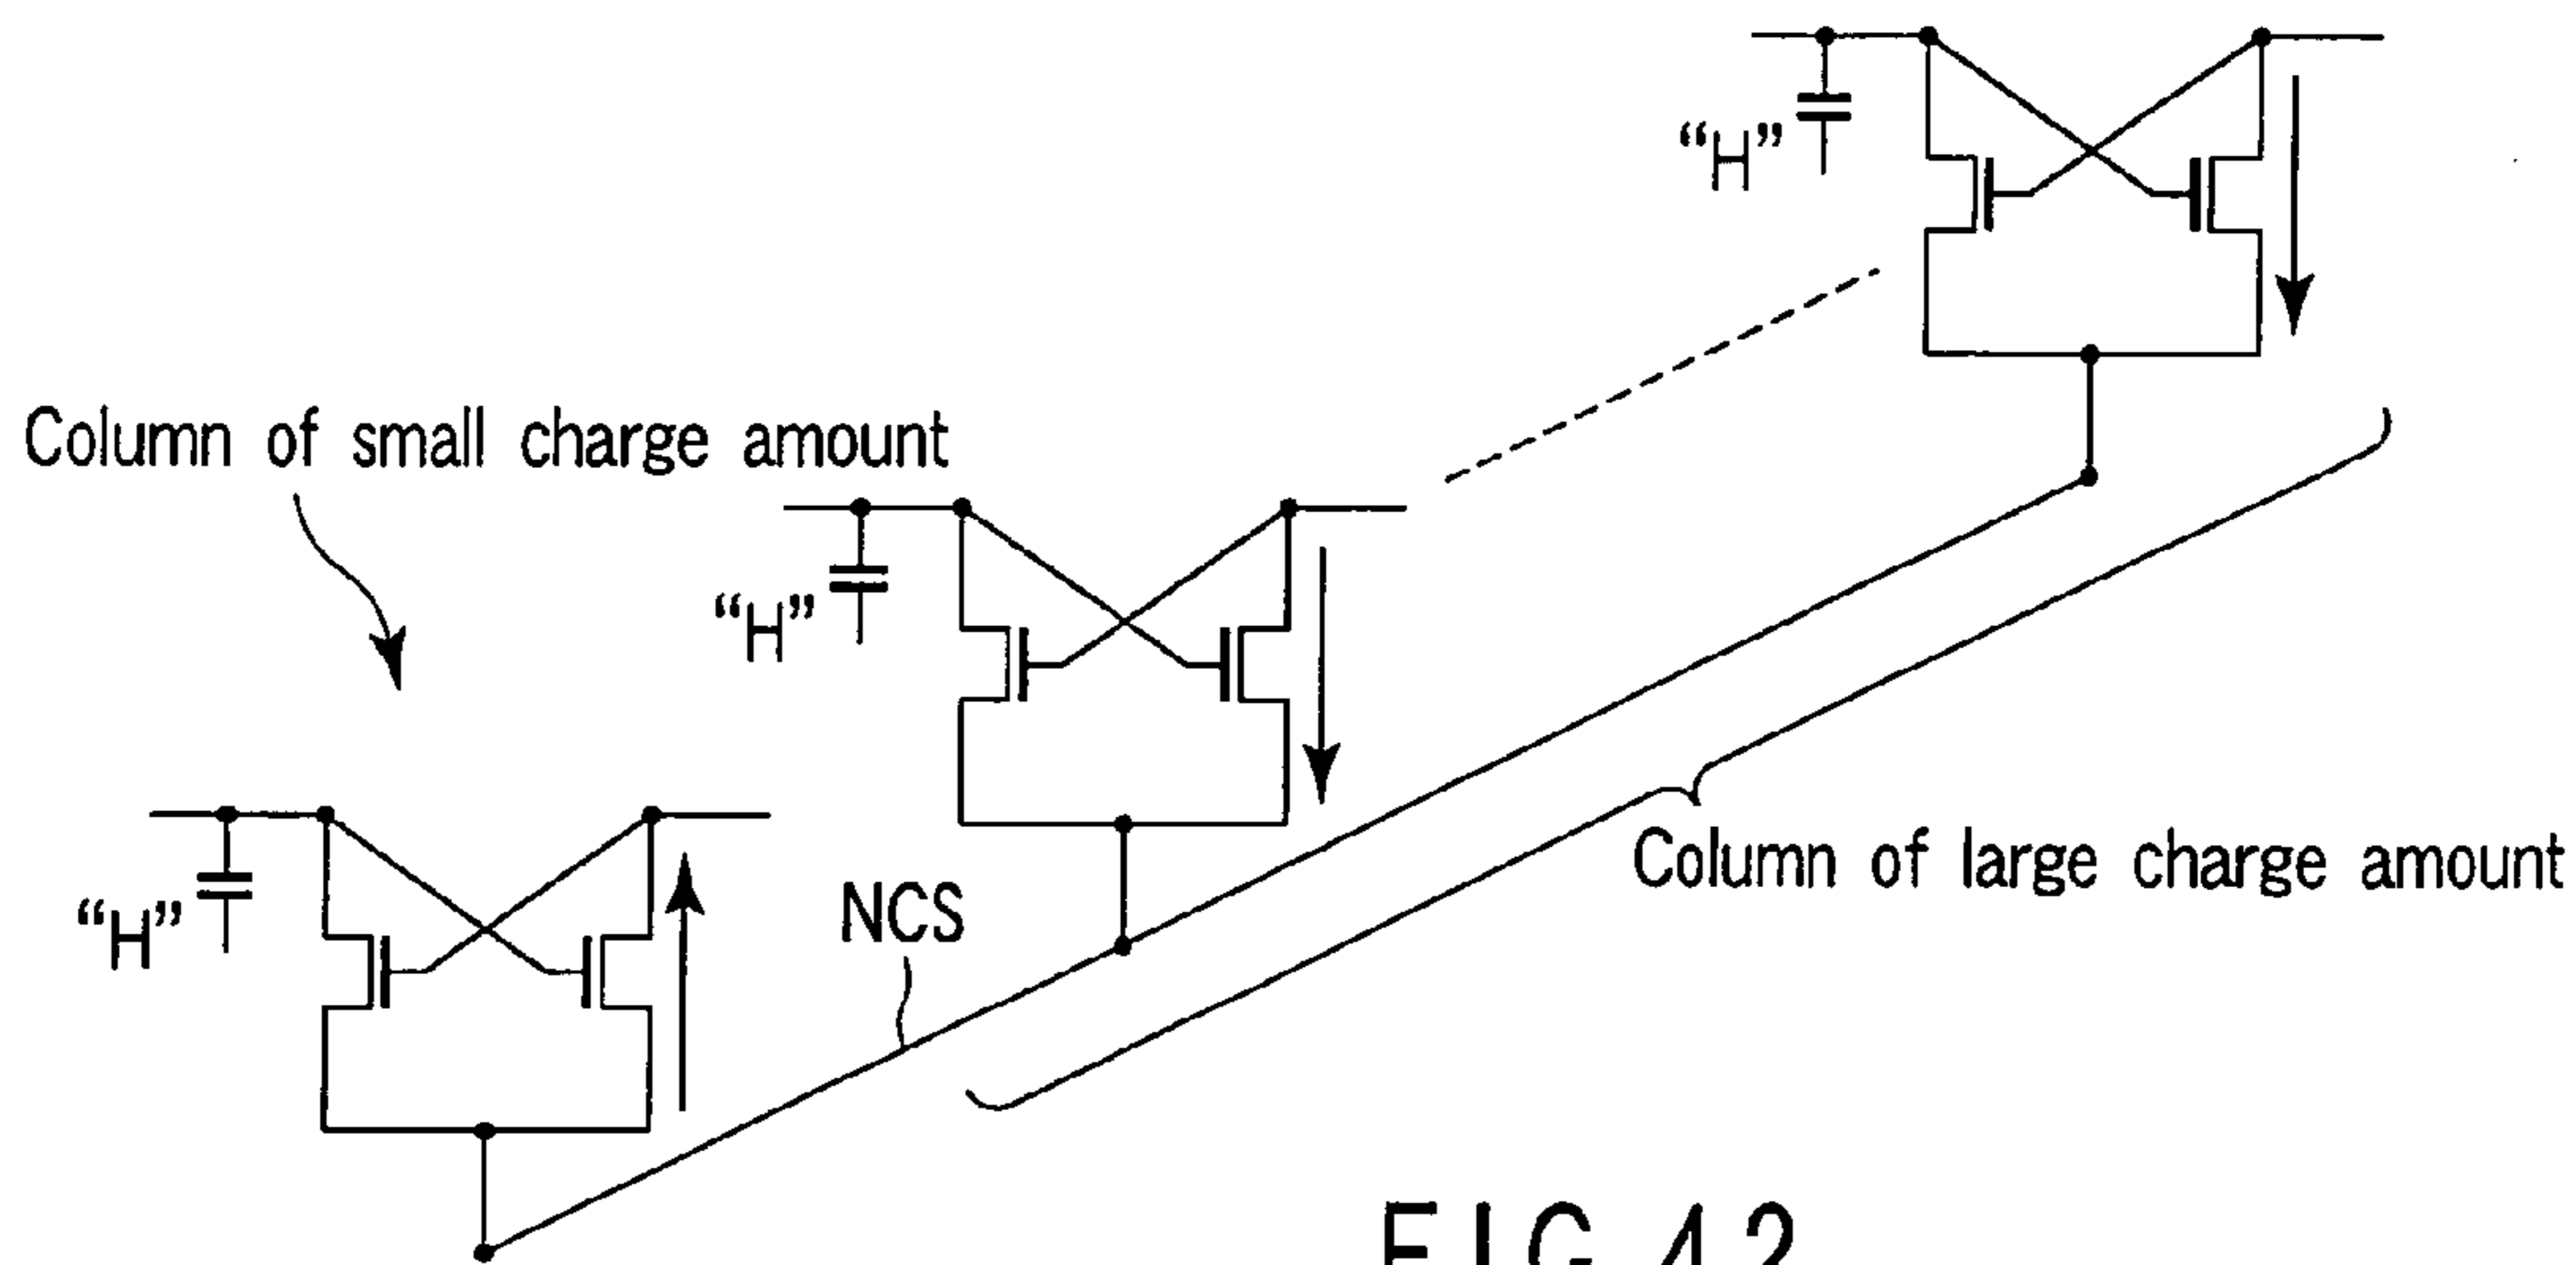 “H”
Column of small charge amount
“H”
“H”
NCS
Column of large charge amount
FIG. 42